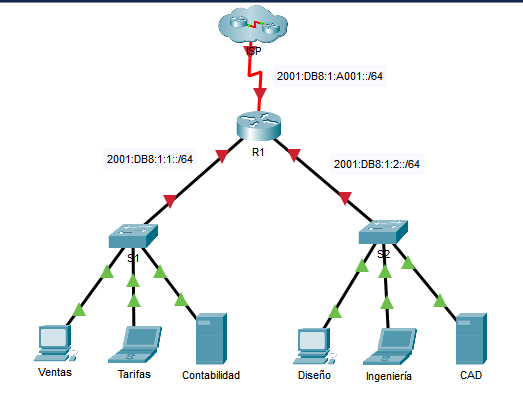 ISP
2001:DB8:1:A001::/64
R1
2001:DB8:1:1::/64
2001:DB8:1:2::/64
S1
S2
Ventas
Tarifas
Contabilidad
Diseño
Ingeniería
CAD